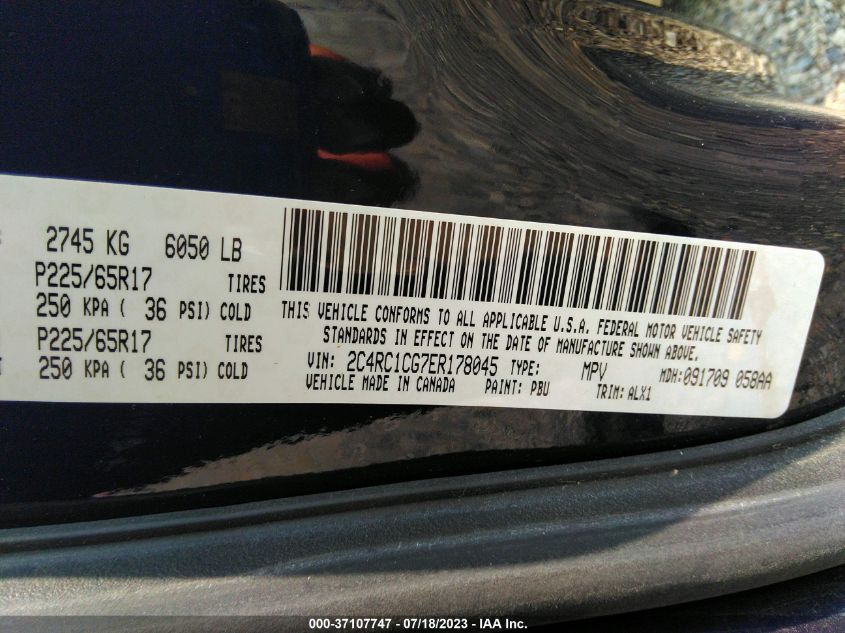 2745 KG 6050 LB
P225/65R17 TIRES
250 KPA ( 36 PSI) COLD
P225/65R17 TIRES
250 KPA ( 36 PSI) COLD
THIS VEHICLE CONFORMS TO ALL APPLICABLE U.S.A. FEDERAL MOTOR VEHICLE SAFETY
STANDARDS IN EFFECT ON THE DATE OF MANUFACTURE SHOWN ABOVE.
VIN: 2C4RC1CG7ER178045 TYPE: MPV MDH:091709 058AA
VEHICLE MADE IN CANADA PAINT: PBU TRIM: ALX1
000-37107747 - 07/18/2023 - IAA Inc.